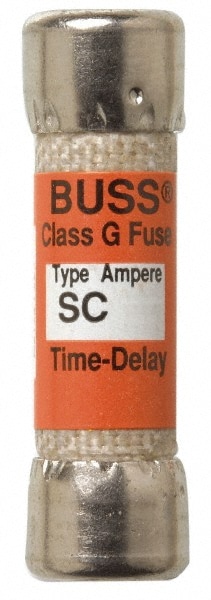 BUSS®
Class G Fuse
Type Ampere
SC
Time-Delay